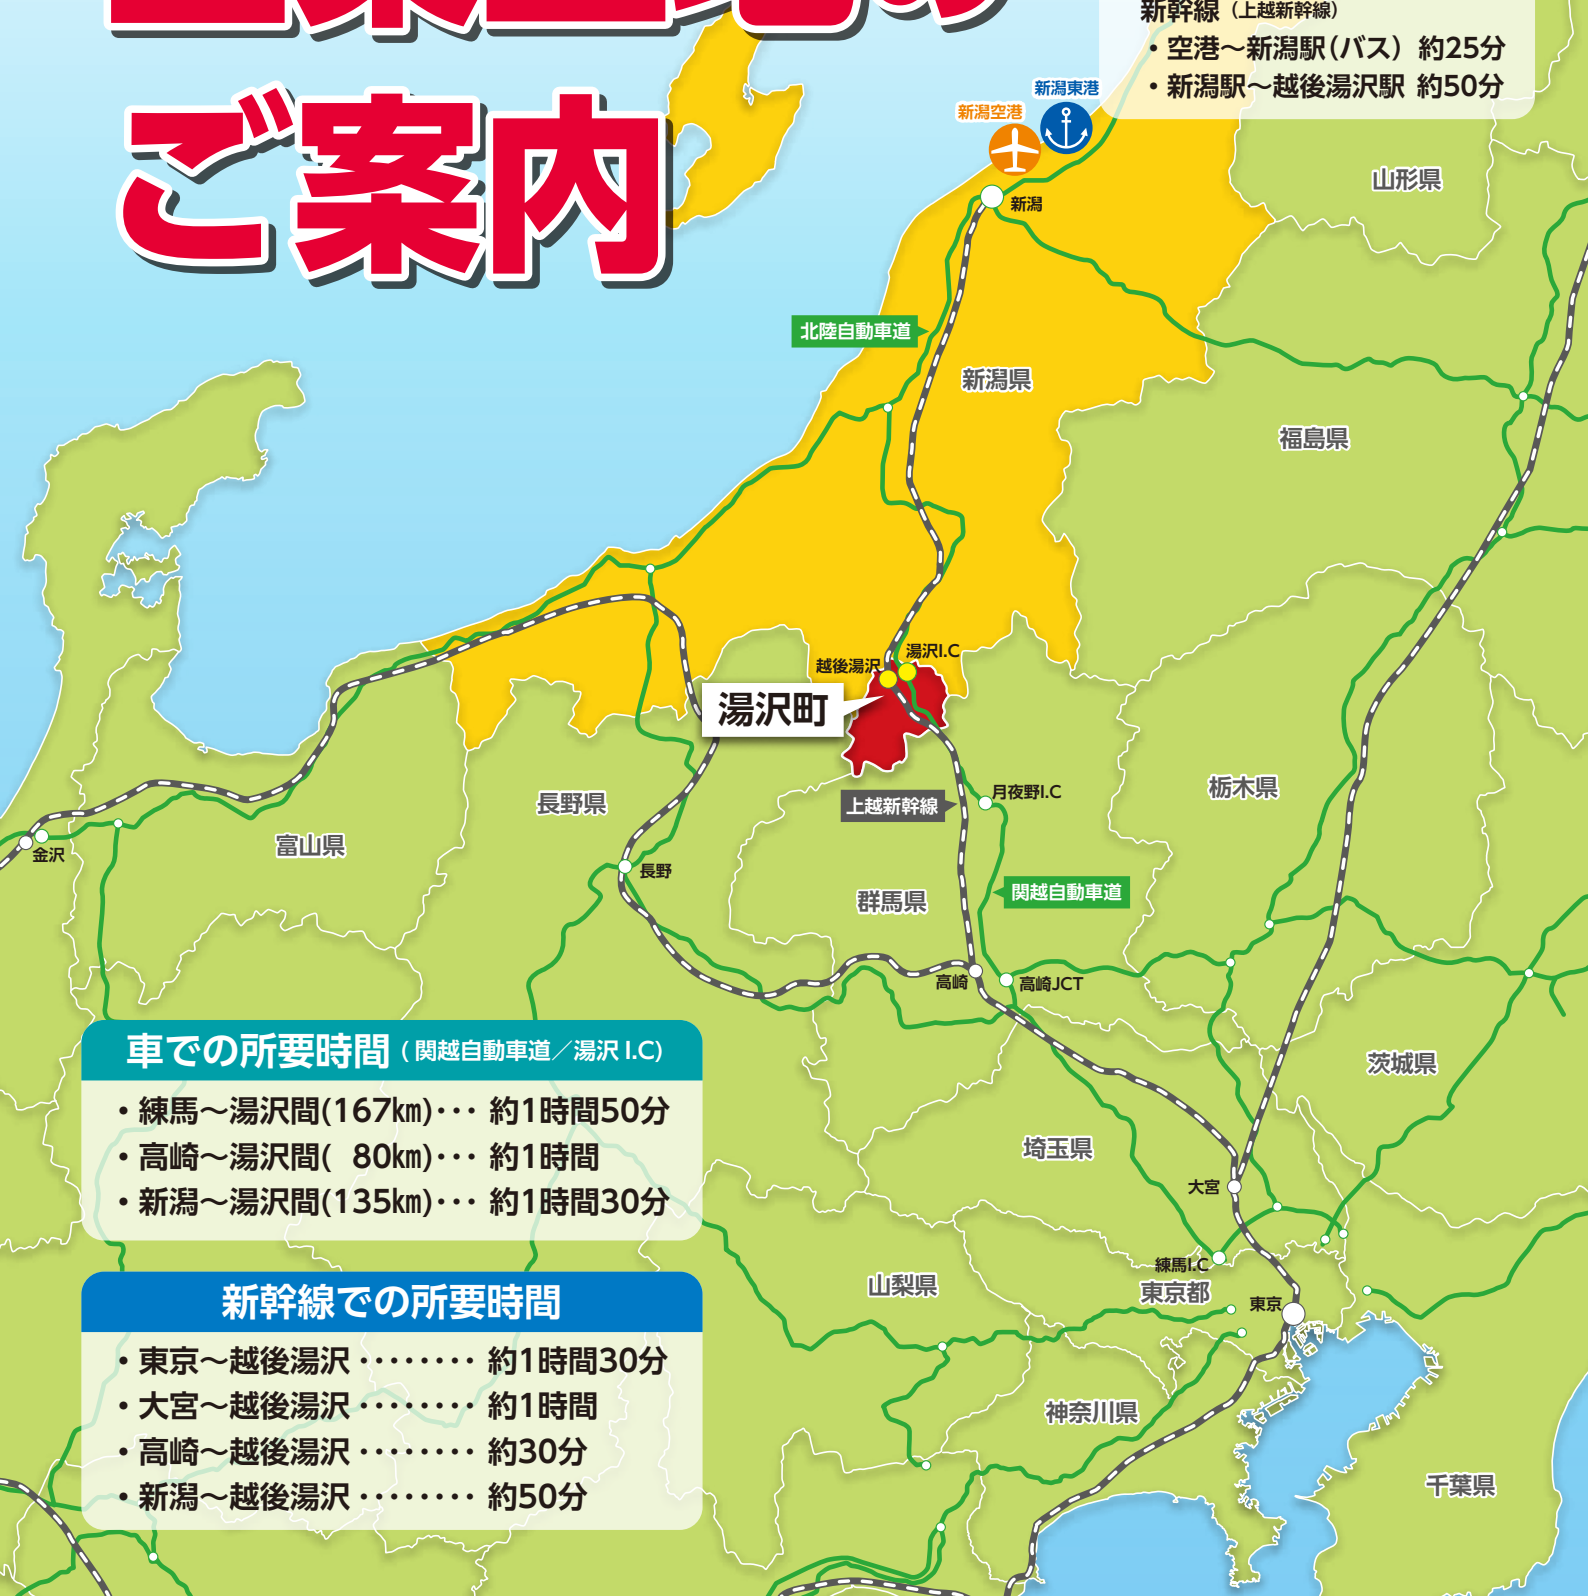 ご案内
新幹線（上越新幹線）
・空港～新潟駅（バス） 約25分
・新潟駅～越後湯沢駅 約50分
新潟東港
新潟空港
山形県
新潟
北陸自動車道
新潟県
福島県
湯沢I.C
越後湯沢
湯沢町
栃木県
月夜野I.C
長野県
上越新幹線
富山県
金沢
長野
関越自動車道
群馬県
高崎
高崎JCT
茨城県
車での所要時間（関越自動車道／湯沢 I.C）
・練馬～湯沢間(167㎞)･･･ 約1時間50分
・高崎～湯沢間( 80㎞)･･･ 約1時間
・新潟～湯沢間(135㎞)･･･ 約1時間30分
埼玉県
大宮
練馬I.C
山梨県
東京都
東京
新幹線での所要時間
・東京～越後湯沢 ････････ 約1時間30分
・大宮～越後湯沢 ････････ 約1時間
・高崎～越後湯沢 ････････ 約30分
・新潟～越後湯沢 ････････ 約50分
神奈川県
千葉県